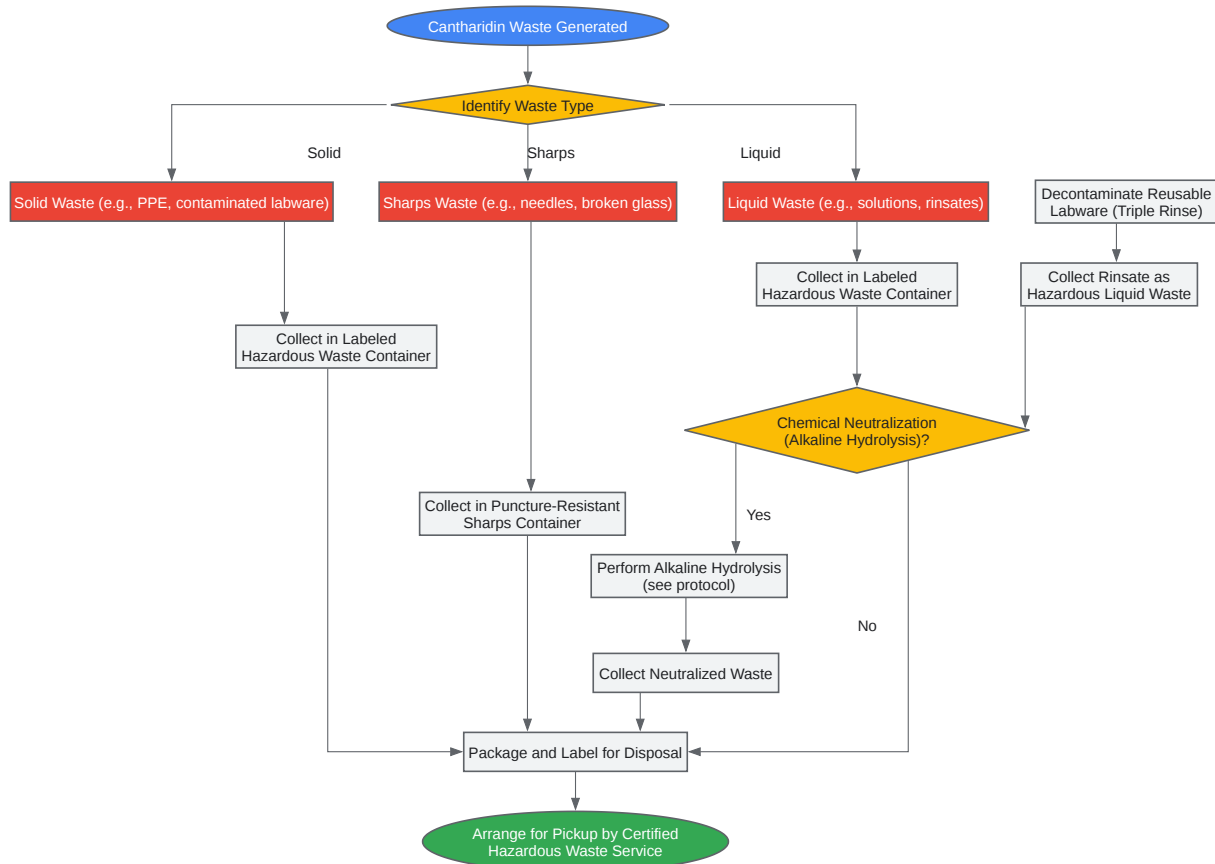 Cantharidin Waste Generated
Identify Waste Type
Solid
Sharps
Liquid
Solid Waste (e.g., PPE, contaminated labware)
Sharps Waste (e.g., needles, broken glass)
Liquid Waste (e.g., solutions, rinsates)
Decontaminate Reusable
Labware (Triple Rinse)
Collect in Labeled
Hazardous Waste Container
Collect Rinsate as
Hazardous Liquid Waste
Collect in Labeled
Hazardous Waste Container
Chemical Neutralization
(Alkaline Hydrolysis)?
Collect in Puncture-Resistant
Sharps Container
Yes
Perform Alkaline Hydrolysis
(see protocol)
No
Collect Neutralized Waste
Package and Label for Disposal
Arrange for Pickup by Certified
Hazardous Waste Service